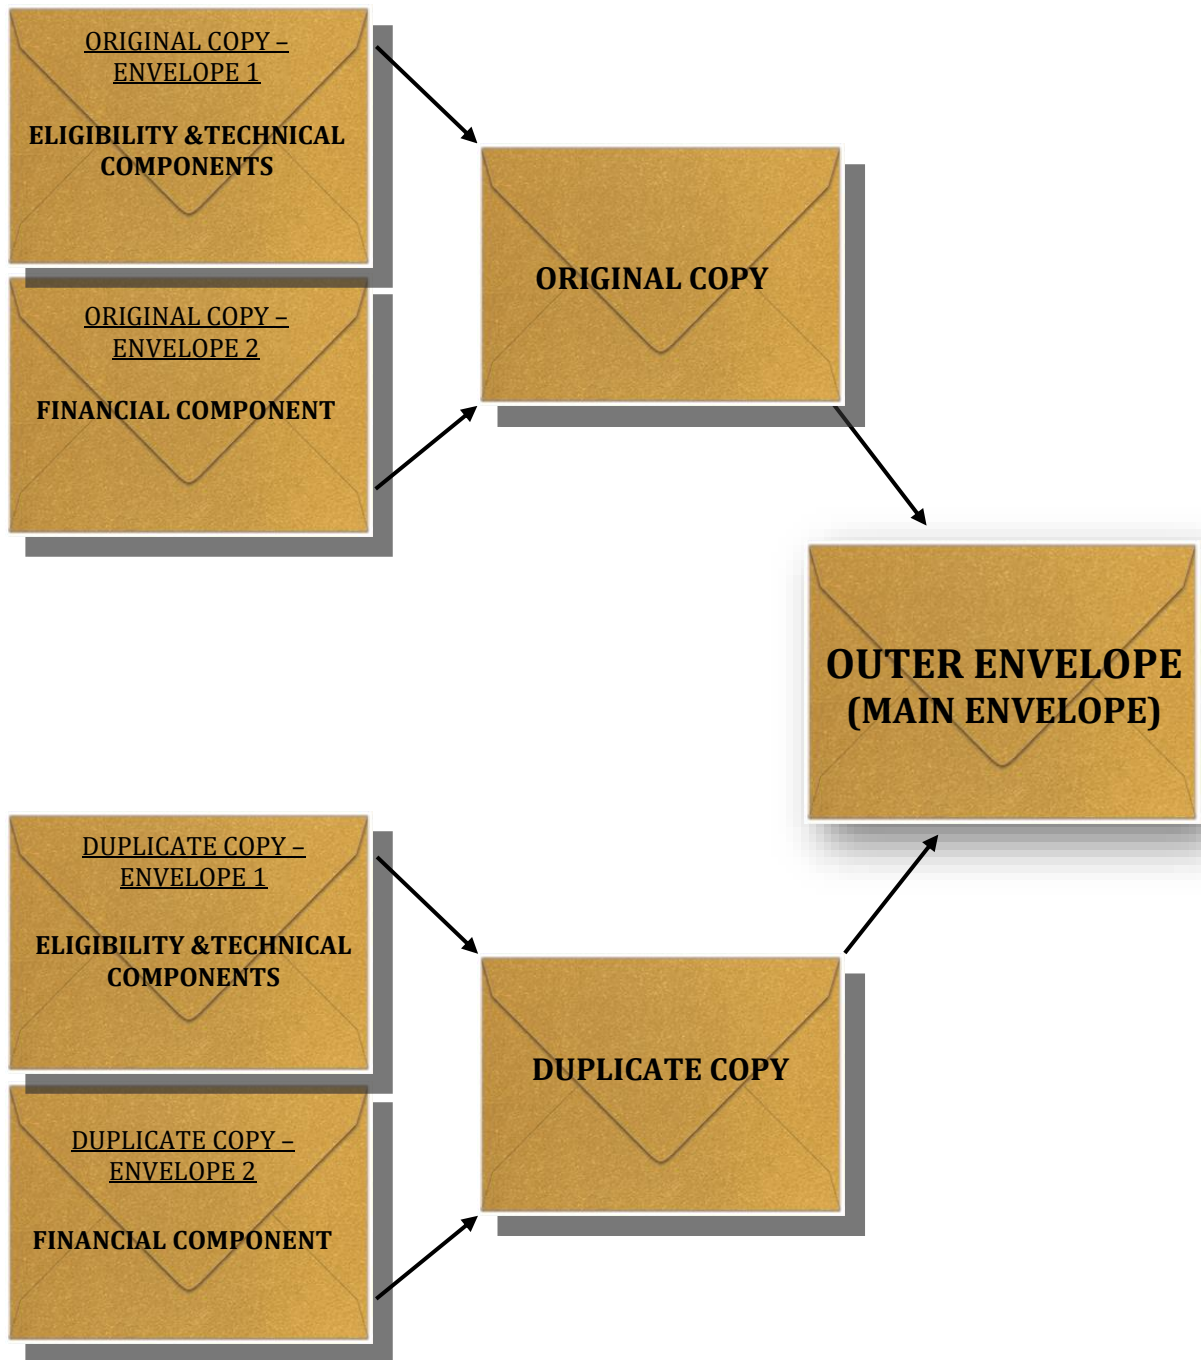 ORIGINAL COPY –
ENVELOPE 1
ELIGIBILITY &TECHNICAL
COMPONENTS
ORIGINAL COPY –
ENVELOPE 2
FINANCIAL COMPONENT
ORIGINAL COPY
OUTER ENVELOPE
(MAIN ENVELOPE)
DUPLICATE COPY –
ENVELOPE 1
ELIGIBILITY &TECHNICAL
COMPONENTS
DUPLICATE COPY –
ENVELOPE 2
FINANCIAL COMPONENT
DUPLICATE COPY